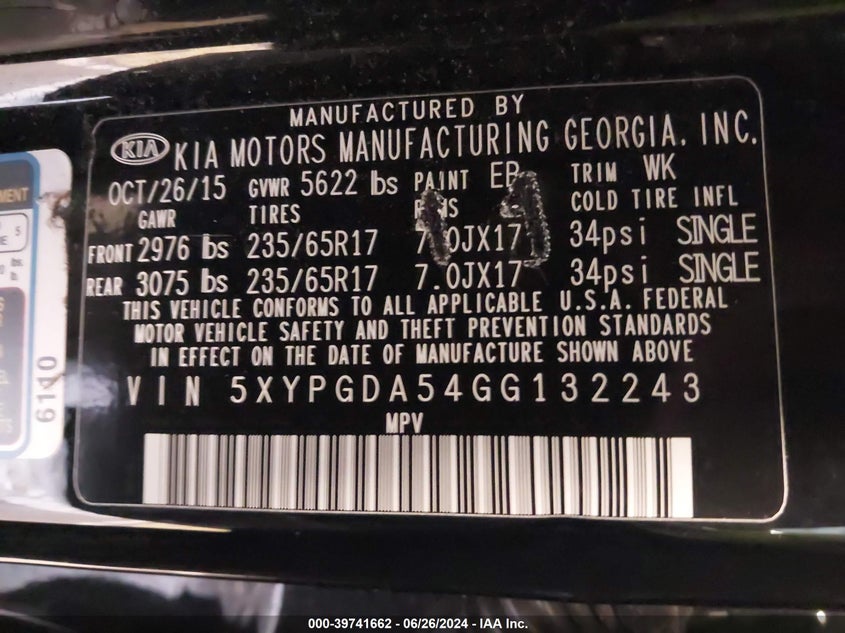 MANUFACTURED BY
KIA KIA MOTORS MANUFACTURING GEORGIA, INC.
OCT/26/15 GVWR 5622 lbs PAINT TRIM WK
GAWR TIRES COLD TIRE INFL
FRONT 2976 lbs 235/65R17 7.0JX17 34psi SINGLE
REAR 3075 lbs 235/65R17 7.0JX17 34psi SINGLE
THIS VEHICLE CONFORMS TO ALL APPLICABLE U.S.A. FEDERAL
MOTOR VEHICLE SAFETY AND THEFT PREVENTION STANDARDS
IN EFFECT ON THE DATE OF MANUFACTURE SHOWN ABOVE
VIN 5XYPGDA54GG132243
MPV
6110
000-39741662 / 06/26/2024 - IAA Inc.